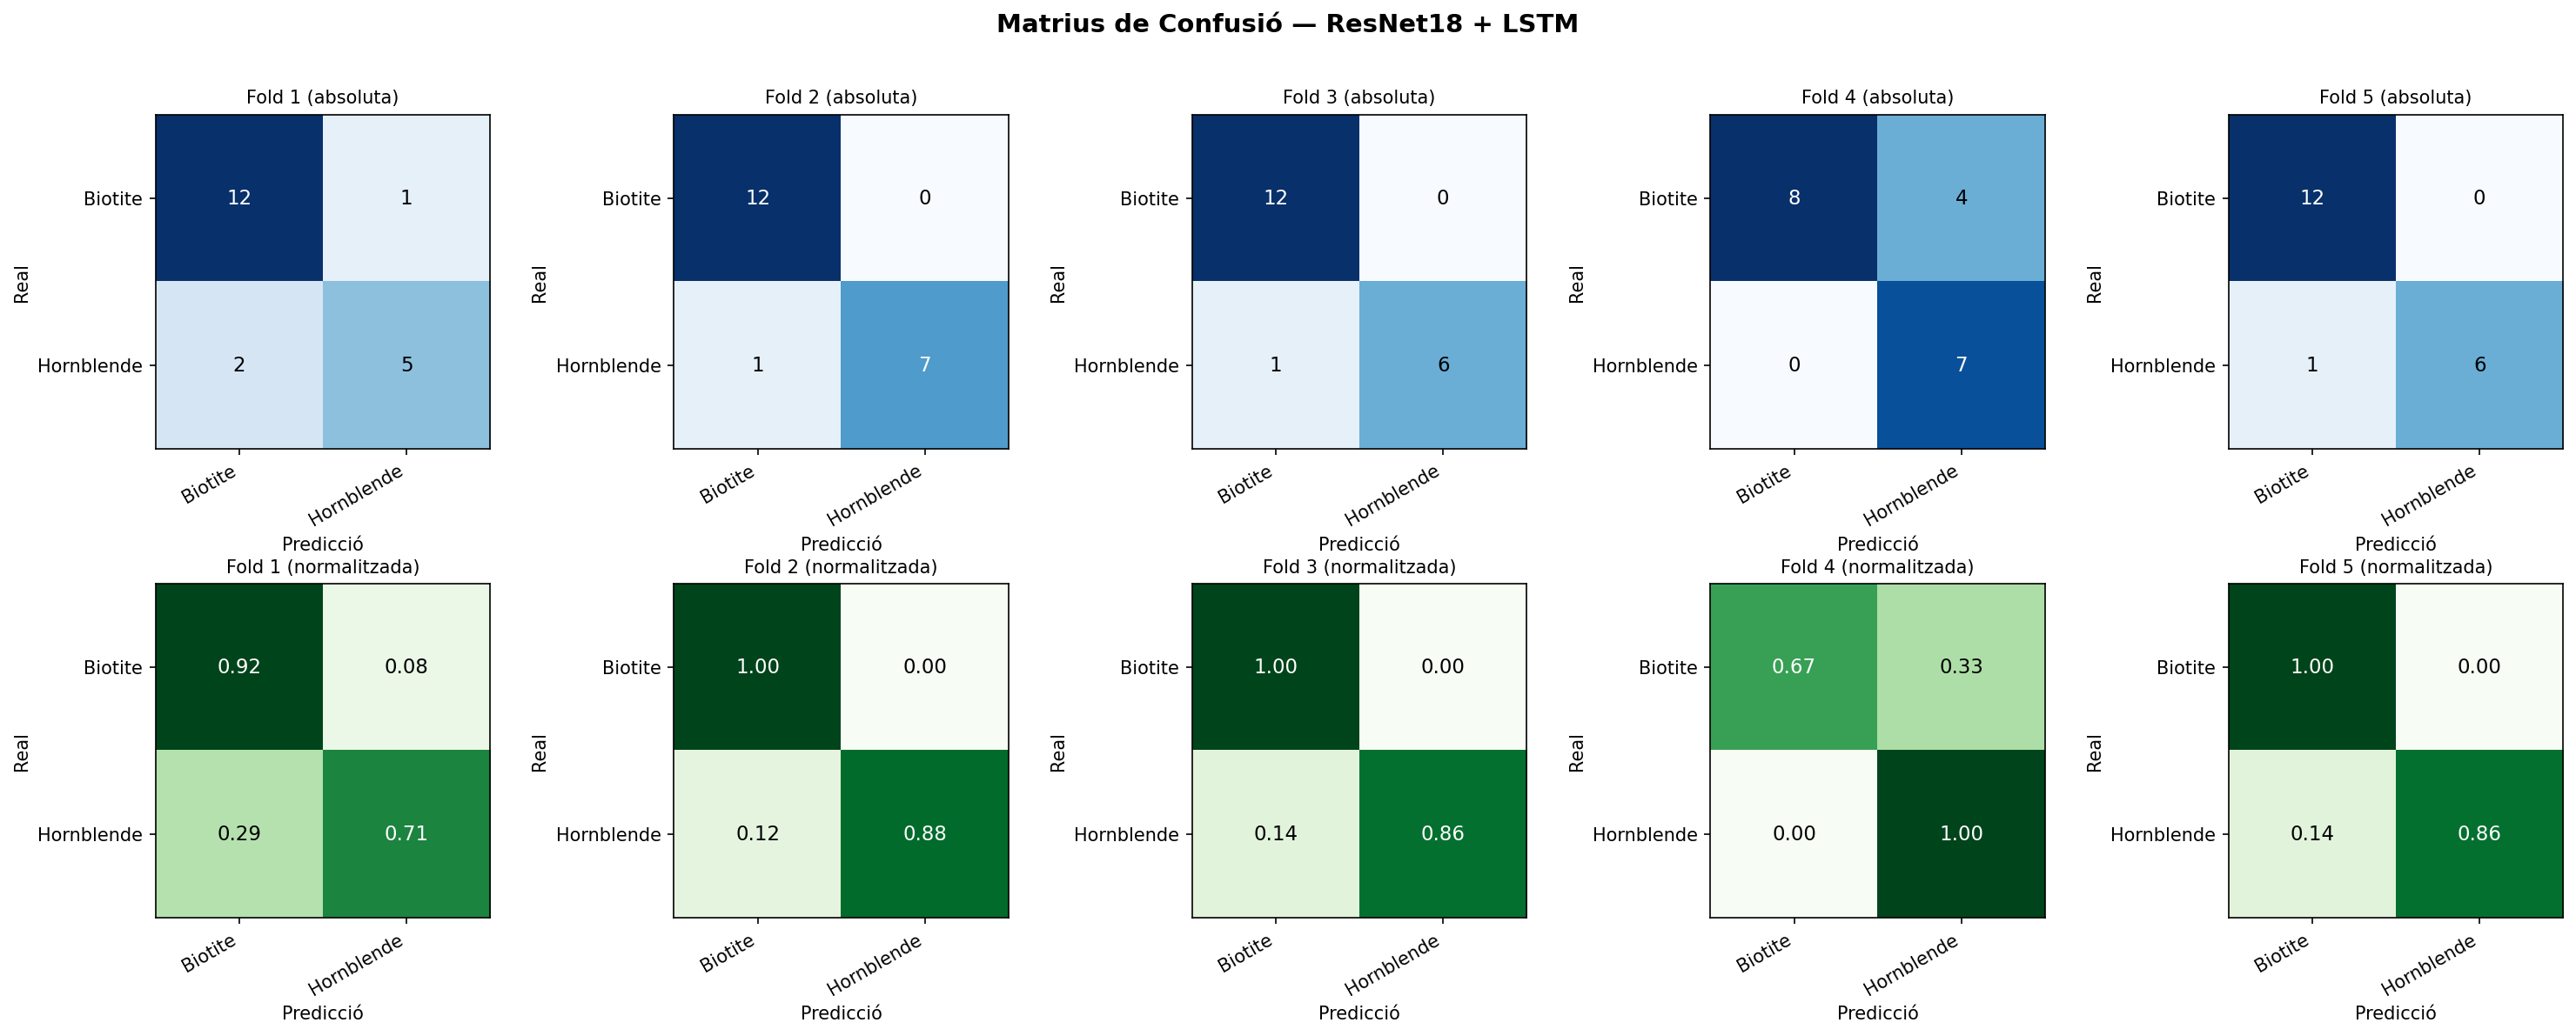 Matrius de Confusió — ResNet18 + LSTM
Fold 1 (absoluta)
Real
Biotite
12
1
Hornblende
2
5
Biotite
Hornblende
Predicció
Fold 2 (absoluta)
Real
Biotite
12
0
Hornblende
1
7
Biotite
Hornblende
Predicció
Fold 3 (absoluta)
Real
Biotite
12
0
Hornblende
1
6
Biotite
Hornblende
Predicció
Fold 4 (absoluta)
Real
Biotite
8
4
Hornblende
0
7
Biotite
Hornblende
Predicció
Fold 5 (absoluta)
Real
Biotite
12
0
Hornblende
1
6
Biotite
Hornblende
Predicció
Fold 1 (normalitzada)
Real
Biotite
0.92
0.08
Hornblende
0.29
0.71
Biotite
Hornblende
Predicció
Fold 2 (normalitzada)
Real
Biotite
1.00
0.00
Hornblende
0.12
0.88
Biotite
Hornblende
Predicció
Fold 3 (normalitzada)
Real
Biotite
1.00
0.00
Hornblende
0.14
0.86
Biotite
Hornblende
Predicció
Fold 4 (normalitzada)
Real
Biotite
0.67
0.33
Hornblende
0.00
1.00
Biotite
Hornblende
Predicció
Fold 5 (normalitzada)
Real
Biotite
1.00
0.00
Hornblende
0.14
0.86
Biotite
Hornblende
Predicció